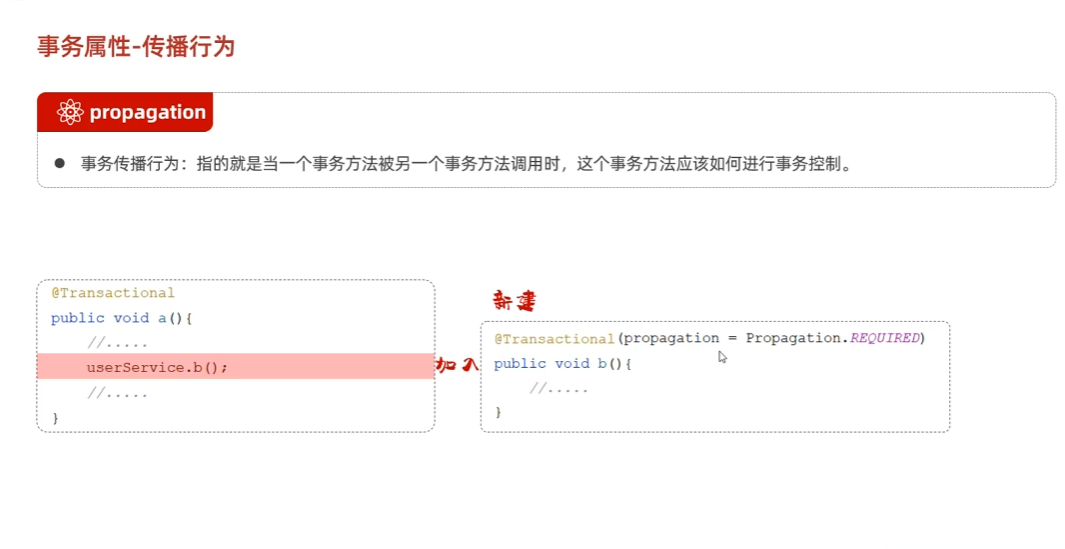 事务属性-传播行为
propagation
● 事务传播行为：指的就是当一个事务方法被另一个事务方法调用时，这个事务方法应该如何进行事务控制。
@Transactional
public void a(){
//.....
userService.b();
//.....
}
加入
新建
@Transactional(propagation = Propagation.REQUIRED)
public void b(){
//.....
}